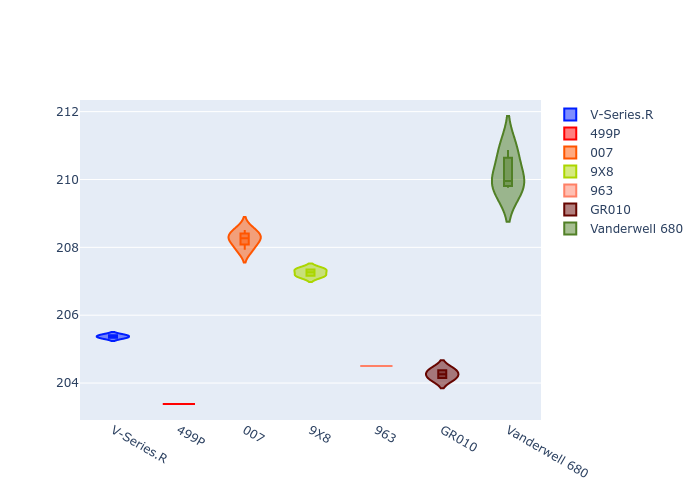 212
210
208
206
204
V-Series.R
499P
007
9X8
963
GR010
Vanderwell 680
V-Series.R
499P
007
9X8
963
GR010
Vanderwell 680